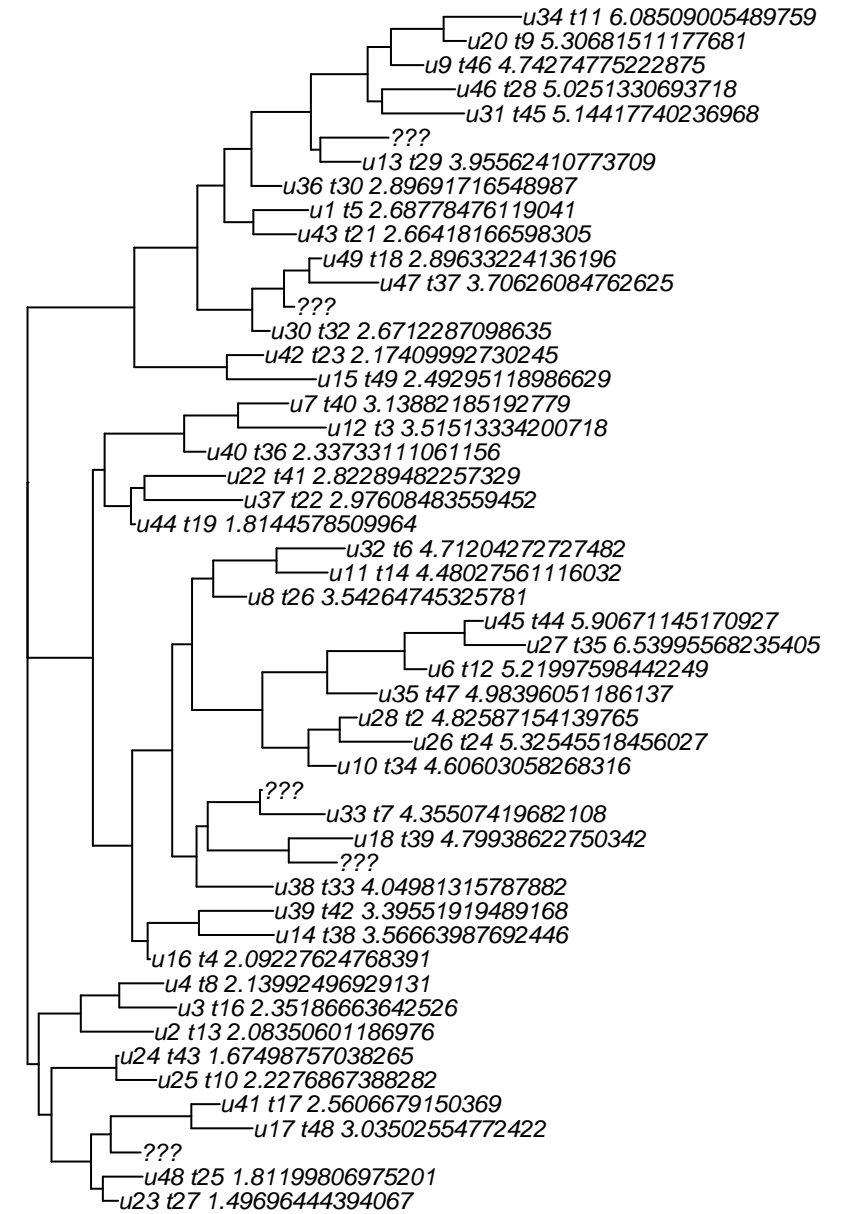 u34 t11 6.08509005489759
u20 t9 5.30681511177681
u9 t46 4.74274775222875
u46 t28 5.0251330693718
u31 t45 5.14417740236968
???
u13 t29 3.95562410773709
u36 t30 2.89691716548987
u1 t5 2.68778476119041
u43 t21 2.66418166598305
u49 t18 2.89633224136196
u47 t37 3.70626084762625
???
u30 t32 2.6712287098635
u42 t23 2.17409992730245
u15 t49 2.49295118986629
u7 t40 3.13882185192779
u12 t3 3.51513334200718
u40 t36 2.33733111061156
u22 t41 2.82289482257329
u37 t22 2.97608483559452
u44 t19 1.8144578509964
u32 t6 4.71204272727482
u11 t14 4.48027561116032
u8 t26 3.54264745325781
u45 t44 5.90671145170927
u27 t35 6.53995568235405
u6 t12 5.21997598442249
u35 t47 4.98396051186137
u28 t2 4.82587154139765
u26 t24 5.32545518456027
u10 t34 4.60603058268316
???
u33 t7 4.35507419682108
u18 t39 4.79938622750342
???
u38 t33 4.04981315787882
u39 t42 3.39551919489168
u14 t38 3.56663987692446
u16 t4 2.09227624768391
u4 t8 2.13992496929131
u3 t16 2.35186663642526
u2 t13 2.08350601186976
u24 t43 1.67498757038265
u25 t10 2.2276867388282
u41 t17 2.5606679150369
u17 t48 3.03502554772422
???
u48 t25 1.81199806975201
u23 t27 1.49696444394067